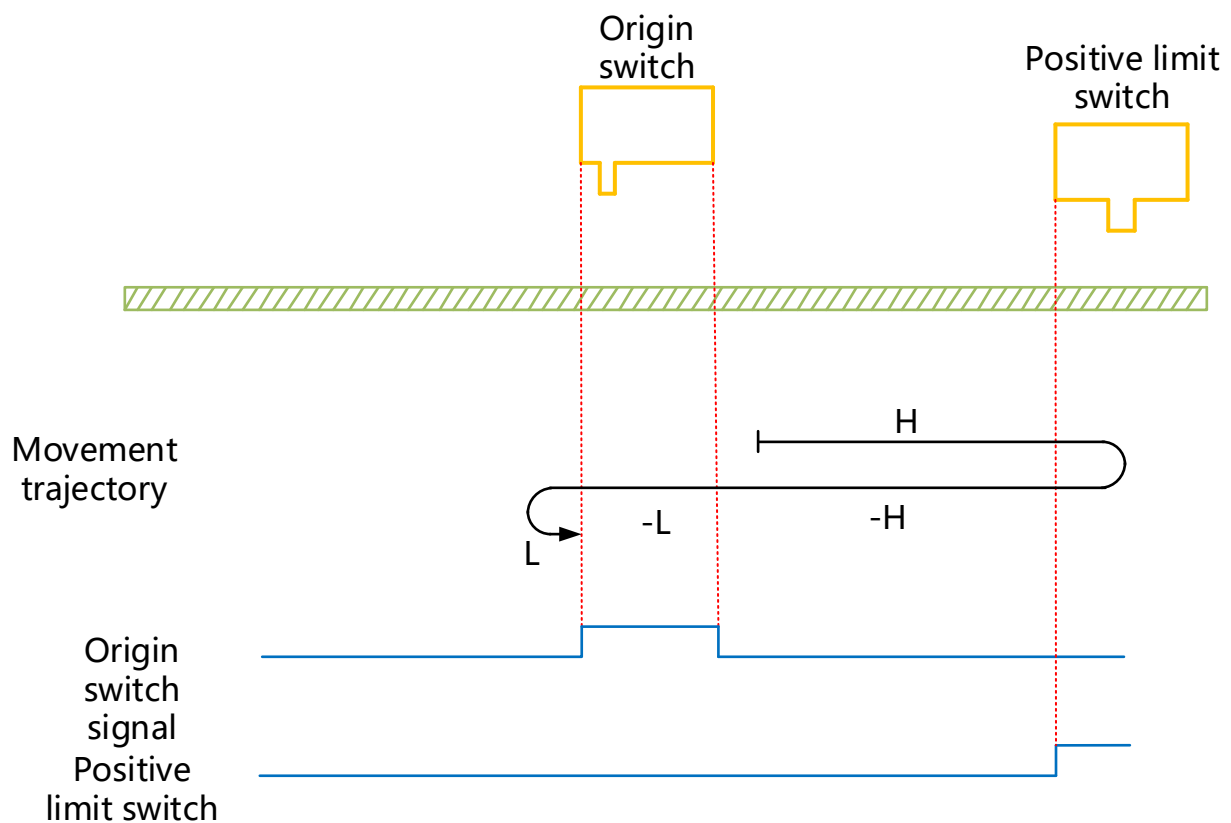 Origin
switch
Positive limit
switch
H
Movement
trajectory
-L
-H
L
Origin
switch
signal
Positive
limit switch